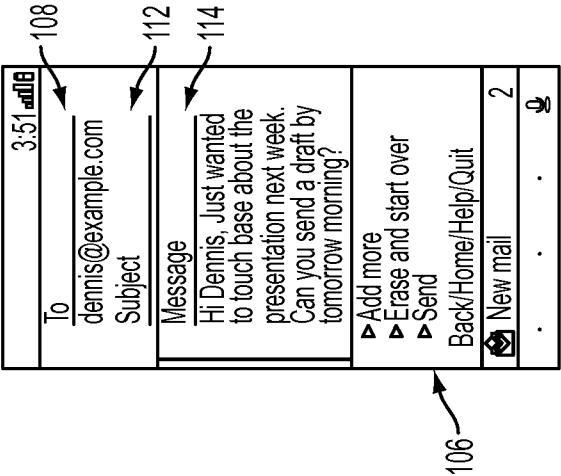 3:51
To
108
dennis@example.com
Subject
112
Message
114
Hi Dennis, Just wanted
to touch base about the
presentation next week.
Can you send a draft by
tomorrow morning?
Add more
Erase and start over
Send
Back/Home/Help/Quit
106
New mail 2